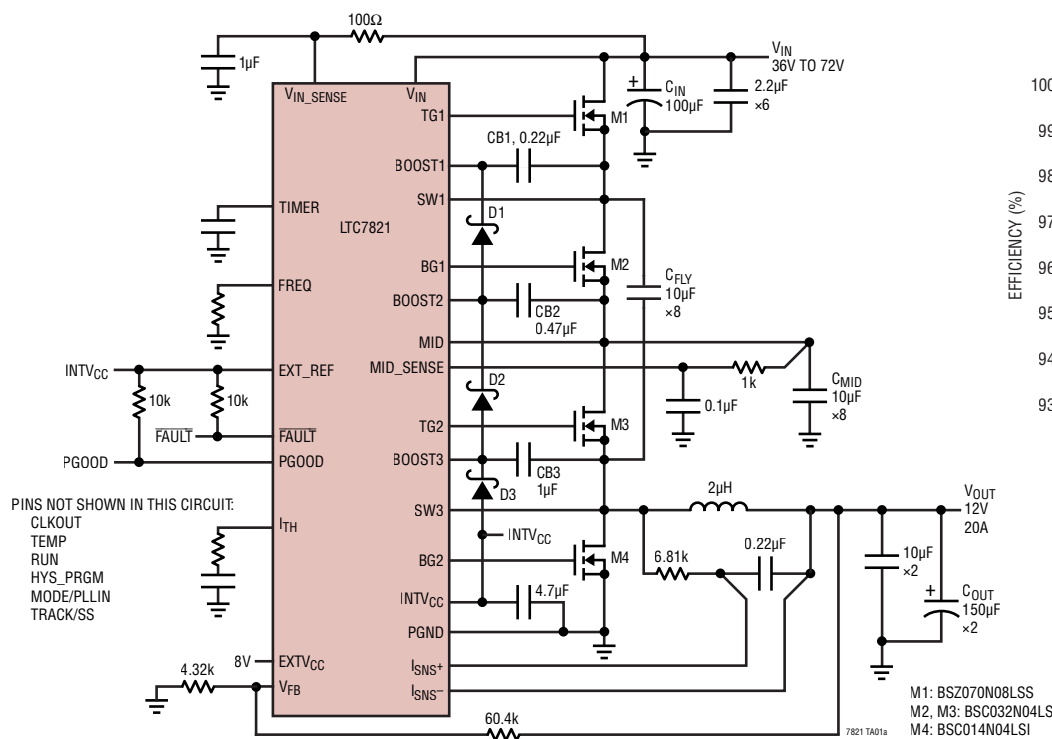 100Ω
1µF
VIN
36V TO 72V
VIN_SENSE
VIN
+
CIN
100µF
2.2µF
×6
TG1
M1
CB1, 0.22µF
BOOST1
SW1
TIMER
LTC7821
D1
BG1
M2
CFLY
10µF
×8
FREQ
BOOST2
CB2
0.47µF
MID
MID_SENSE
1k
INTVCC
EXT_REF
10k
10k
D2
0.1µF
CMID
10µF
×8
FAULT
FAULT
TG2
M3
PGOOD
PGOOD
BOOST3
CB3
1µF
D3
PINS NOT SHOWN IN THIS CIRCUIT:
CLKOUT
TEMP
RUN
HYS_PRGM
MODE/PLLIN
TRACK/SS
SW3
2µH
VOUT
12V
20A
ITH
INTVCC
BG2
M4
6.81k
0.22µF
10µF
×2
INTVCC
4.7µF
+
COUT
150µF
×2
PGND
8V
EXTVCC
ISNS+
4.32k
VFB
ISNS–
60.4k
7821 TA01a
M1: BSZ070N08LSS
M2, M3: BSC032N04LS
M4: BSC014N04LSI
EFFICIENCY (%)
100
99
98
97
96
95
94
93